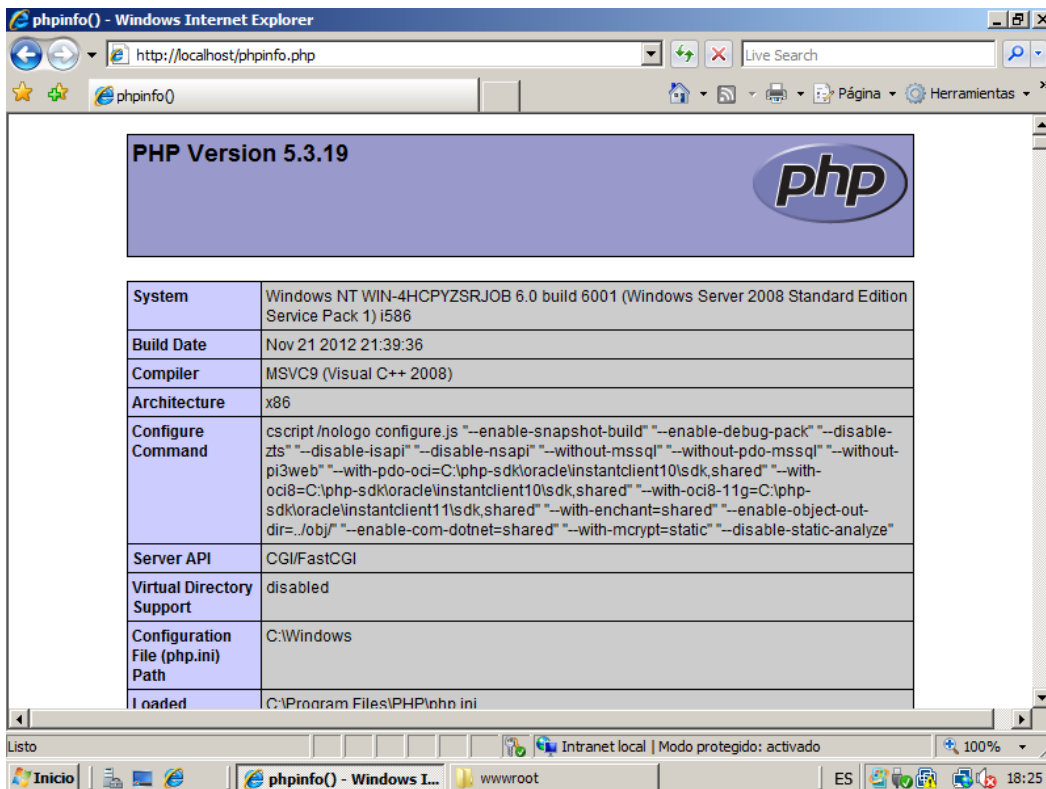 phpinfo() - Windows Internet Explorer
http://localhost/phpinfo.php
Live Search
phpinfo()
Página
Herramientas
PHP Version 5.3.19
php
System
Windows NT WIN-4HCPYZSRJOB 6.0 build 6001 (Windows Server 2008 Standard Edition
Service Pack 1) i586
Build Date
Nov 21 2012 21:39:36
Compiler
MSVC9 (Visual C++ 2008)
Architecture
x86
Configure
Command
cscript /nologo configure.js "--enable-snapshot-build" "--enable-debug-pack" "--disable-
zts" "--disable-isapi" "--disable-nsapi" "--without-mssql" "--without-pdo-mssql" "--without-
pi3web" "--with-pdo-oci=C:\php-sdk\oracle\instantclient10\sdk,shared" "--with-
oci8=C:\php-sdk\oracle\instantclient10\sdk,shared" "--with-oci8-11g=C:\php-
sdk\oracle\instantclient11\sdk,shared" "--with-enchant=shared" "--enable-object-out-
dir=../obj/" "--enable-com-dotnet=shared" "--with-mcrypt=static" "--disable-static-analyze"
Server API
CGI/FastCGI
Virtual Directory
Support
disabled
Configuration
File (php.ini)
Path
C:\Windows
Loaded
C:\Program Files\PHP\php.ini
Listo
Intranet local | Modo protegido: activado
100%
Inicio
phpinfo() - Windows I...
wwwroot
ES
18:25